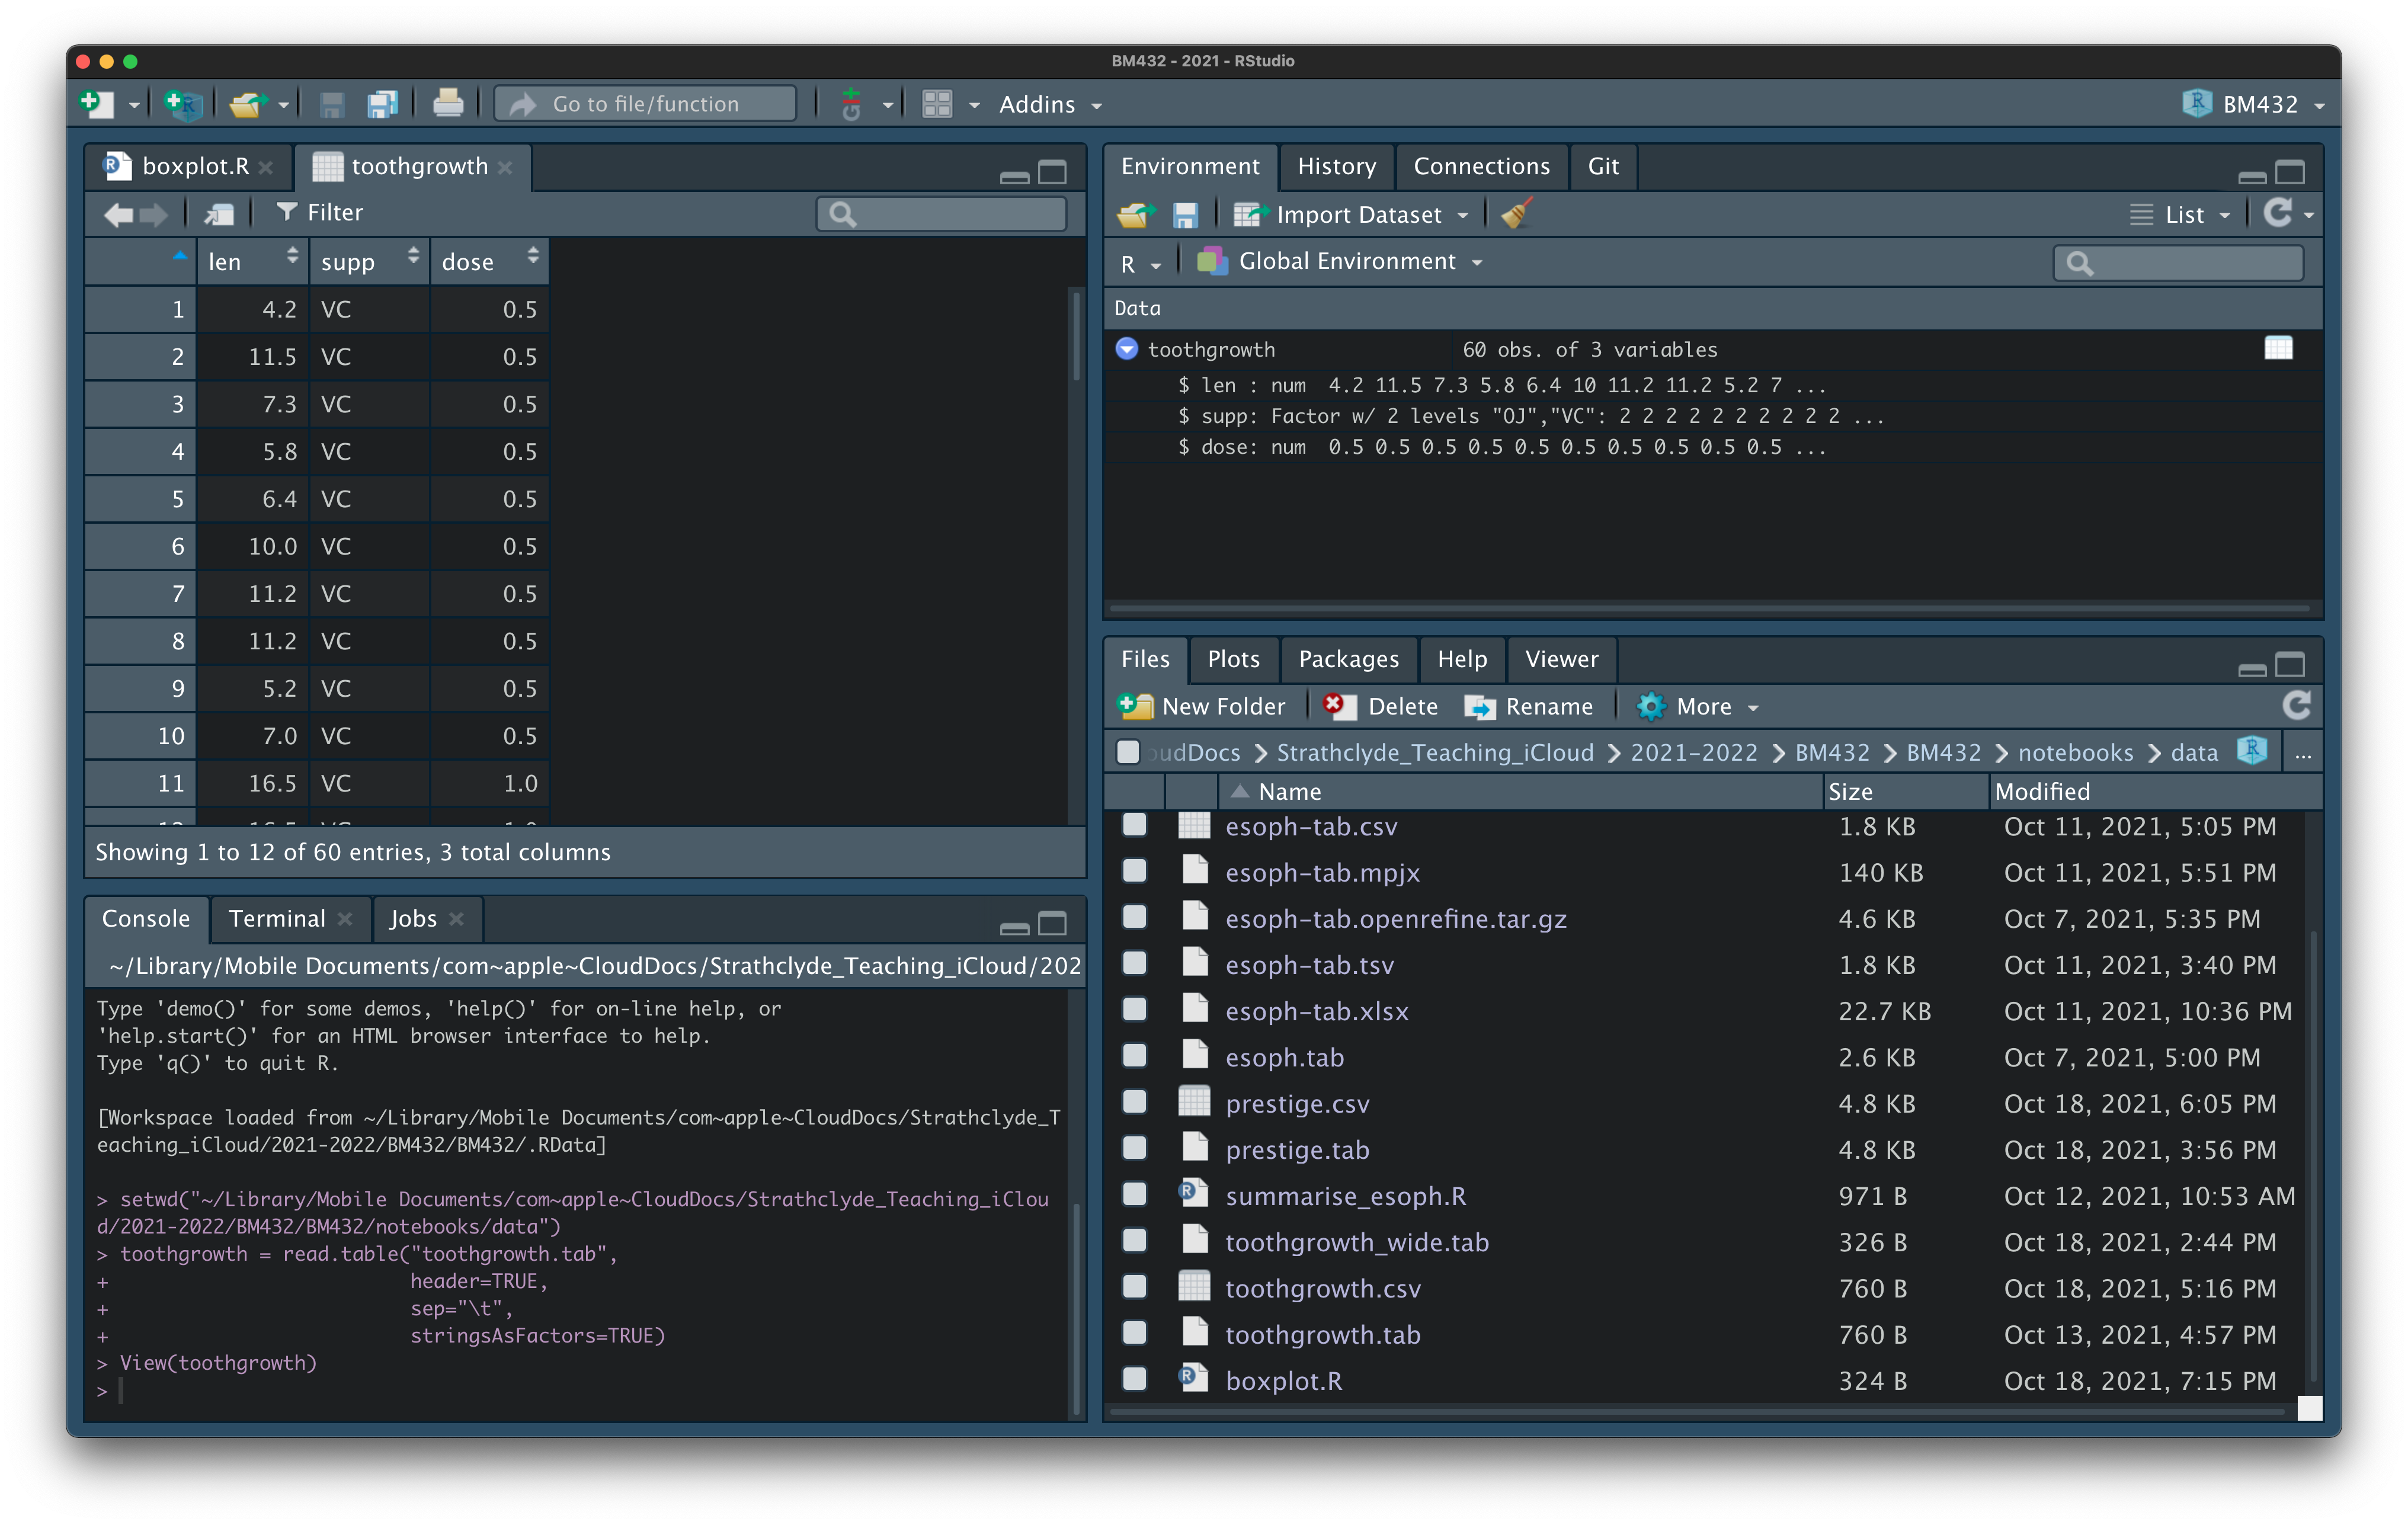 BM432 - 2021 - RStudio
Go to file/function
Git
Addins
BM432
boxplot.R
toothgrowth
Filter
len supp dose
1 4.2 VC 0.5
2 11.5 VC 0.5
3 7.3 VC 0.5
4 5.8 VC 0.5
5 6.4 VC 0.5
6 10.0 VC 0.5
7 11.2 VC 0.5
8 11.2 VC 0.5
9 5.2 VC 0.5
10 7.0 VC 0.5
11 16.5 VC 1.0
Showing 1 to 12 of 60 entries, 3 total columns
Console Terminal Jobs
~/Library/Mobile Documents/com~apple~CloudDocs/Strathclyde_Teaching_iCloud/202
Type 'demo()' for some demos, 'help()' for on-line help, or
'help.start()' for an HTML browser interface to help.
Type 'q()' to quit R.
[Workspace loaded from ~/Library/Mobile Documents/com~apple~CloudDocs/Strathclyde_T
eaching_iCloud/2021-2022/BM432/BM432/.RData]
> setwd("~/Library/Mobile Documents/com~apple~CloudDocs/Strathclyde_Teaching_iClou
d/2021-2022/BM432/BM432/notebooks/data")
> toothgrowth = read.table("toothgrowth.tab",
+ header=TRUE,
+ sep="\t",
+ stringsAsFactors=TRUE)
> View(toothgrowth)
>
Environment History Connections Git
Import Dataset
List
R Global Environment
Data
toothgrowth 60 obs. of 3 variables
$ len : num 4.2 11.5 7.3 5.8 6.4 10 11.2 11.2 5.2 7 ...
$ supp: Factor w/ 2 levels "OJ","VC": 2 2 2 2 2 2 2 2 2 2 ...
$ dose: num 0.5 0.5 0.5 0.5 0.5 0.5 0.5 0.5 0.5 0.5 ...
Files Plots Packages Help Viewer
New Folder Delete Rename More
oudDocs Strathclyde_Teaching_iCloud 2021-2022 BM432 BM432 notebooks data ...
Name Size Modified
esoph-tab.csv 1.8 KB Oct 11, 2021, 5:05 PM
esoph-tab.mpjx 140 KB Oct 11, 2021, 5:51 PM
esoph-tab.openrefine.tar.gz 4.6 KB Oct 7, 2021, 5:35 PM
esoph-tab.tsv 1.8 KB Oct 11, 2021, 3:40 PM
esoph-tab.xlsx 22.7 KB Oct 11, 2021, 10:36 PM
esoph.tab 2.6 KB Oct 7, 2021, 5:00 PM
prestige.csv 4.8 KB Oct 18, 2021, 6:05 PM
prestige.tab 4.8 KB Oct 18, 2021, 3:56 PM
summarise_esoph.R 971 B Oct 12, 2021, 10:53 AM
toothgrowth_wide.tab 326 B Oct 18, 2021, 2:44 PM
toothgrowth.csv 760 B Oct 18, 2021, 5:16 PM
toothgrowth.tab 760 B Oct 13, 2021, 4:57 PM
boxplot.R 324 B Oct 18, 2021, 7:15 PM